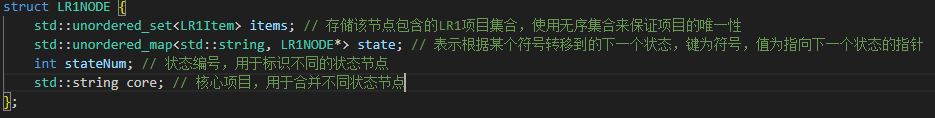 struct LR1NODE {
std::unordered_set<LR1Item> items; // 存储该节点包含的LR1项目集合，使用无序集合来保证项目的唯一性
std::unordered_map<std::string, LR1NODE*> state; // 表示根据某个符号转移到的下一个状态，键为符号，值为指向下一个状态的指针
int stateNum; // 状态编号，用于标识不同的状态节点
std::string core; // 核心项目，用于合并不同状态节点
};